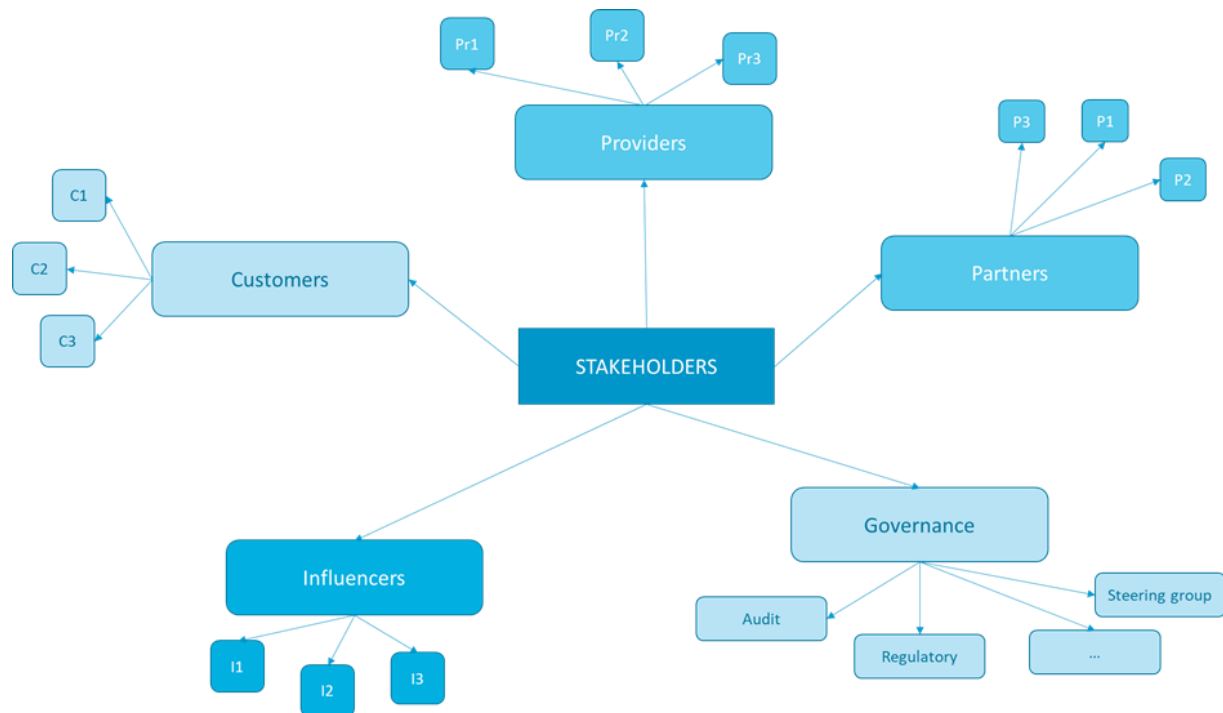 Pr1
Pr2
Pr3
Providers
P3
P1
P2
Partners
C1
C2
C3
Customers
STAKEHOLDERS
Influencers
I1
I2
I3
Governance
Audit
Regulatory
...
Steering group